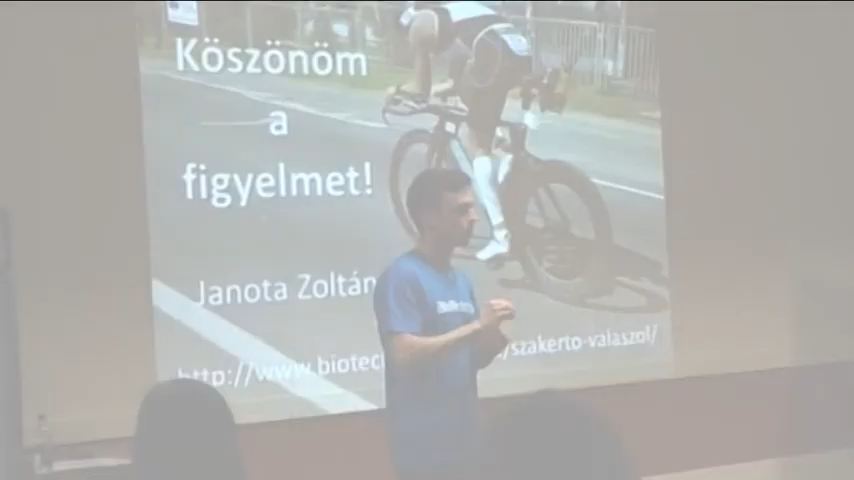 Köszönöm
a
figyelmet!
Janota Zoltán
http://www.biotec /szakerto-valaszol/